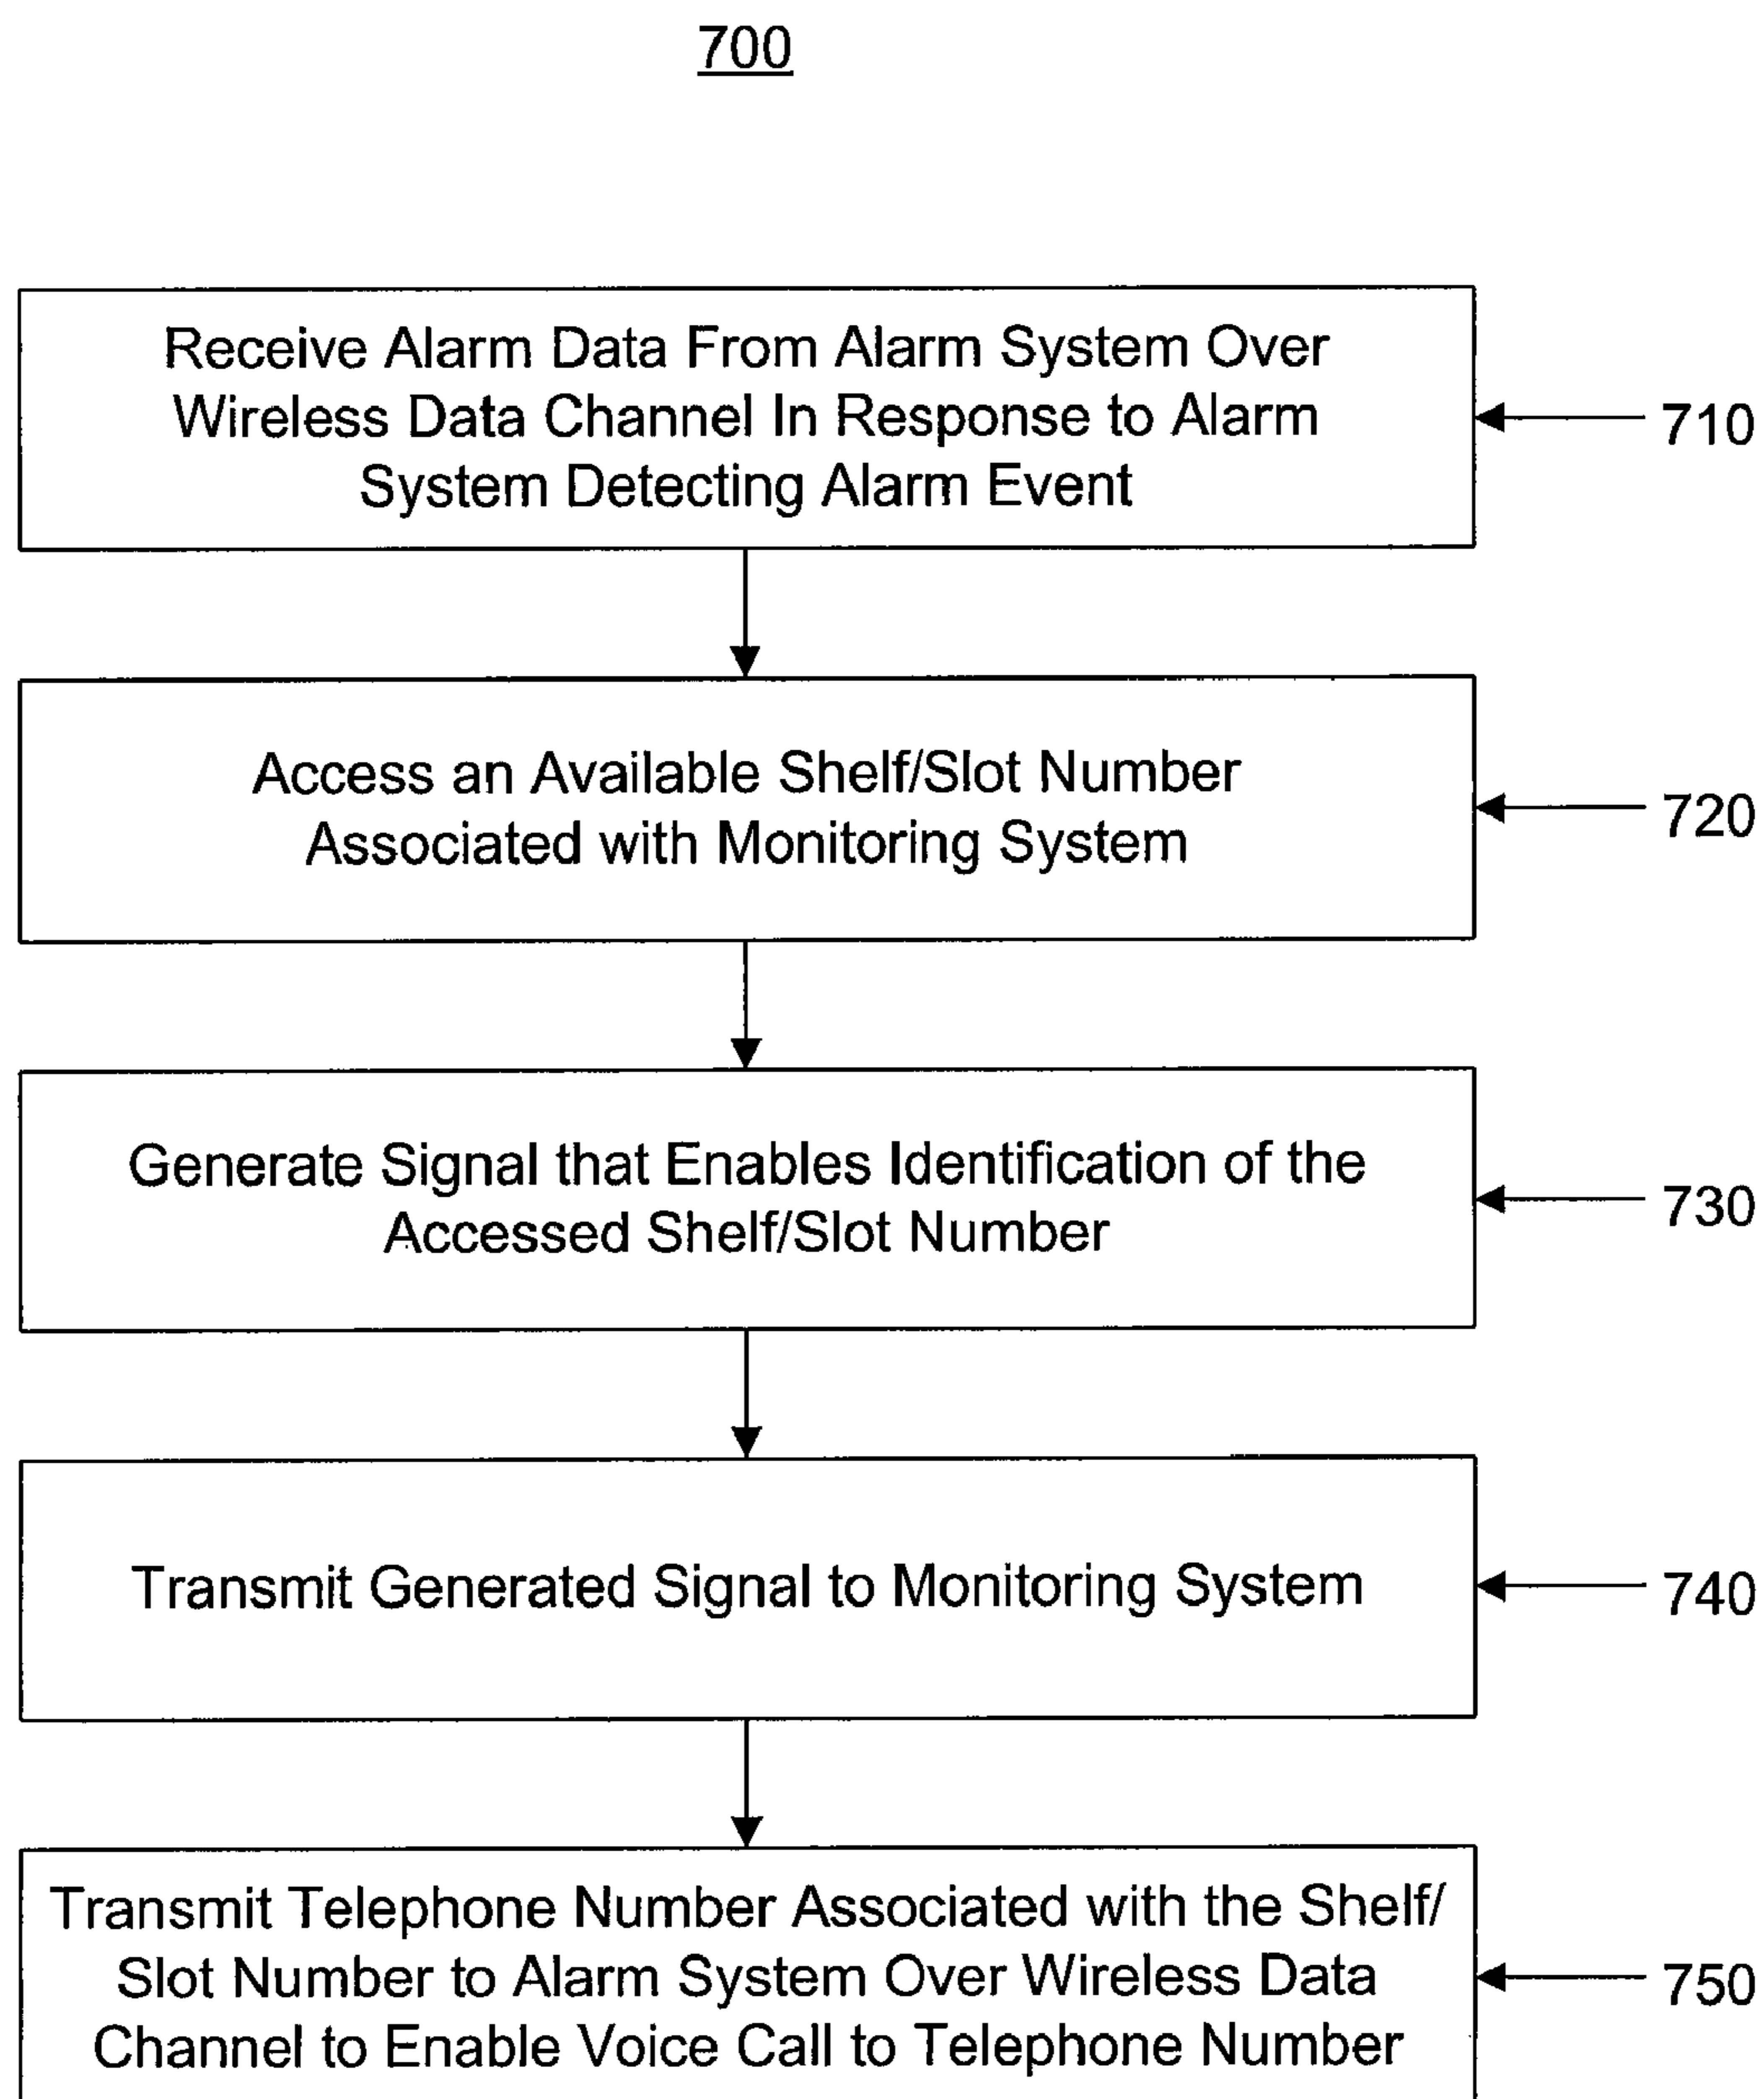 700
Receive Alarm Data From Alarm System Over
Wireless Data Channel In Response to Alarm
System Detecting Alarm Event
710
Access an Available Shelf/Slot Number
Associated with Monitoring System
720
Generate Signal that Enables Identification of the
Accessed Shelf/Slot Number
730
Transmit Generated Signal to Monitoring System
740
Transmit Telephone Number Associated with the Shelf/
Slot Number to Alarm System Over Wireless Data
Channel to Enable Voice Call to Telephone Number
750